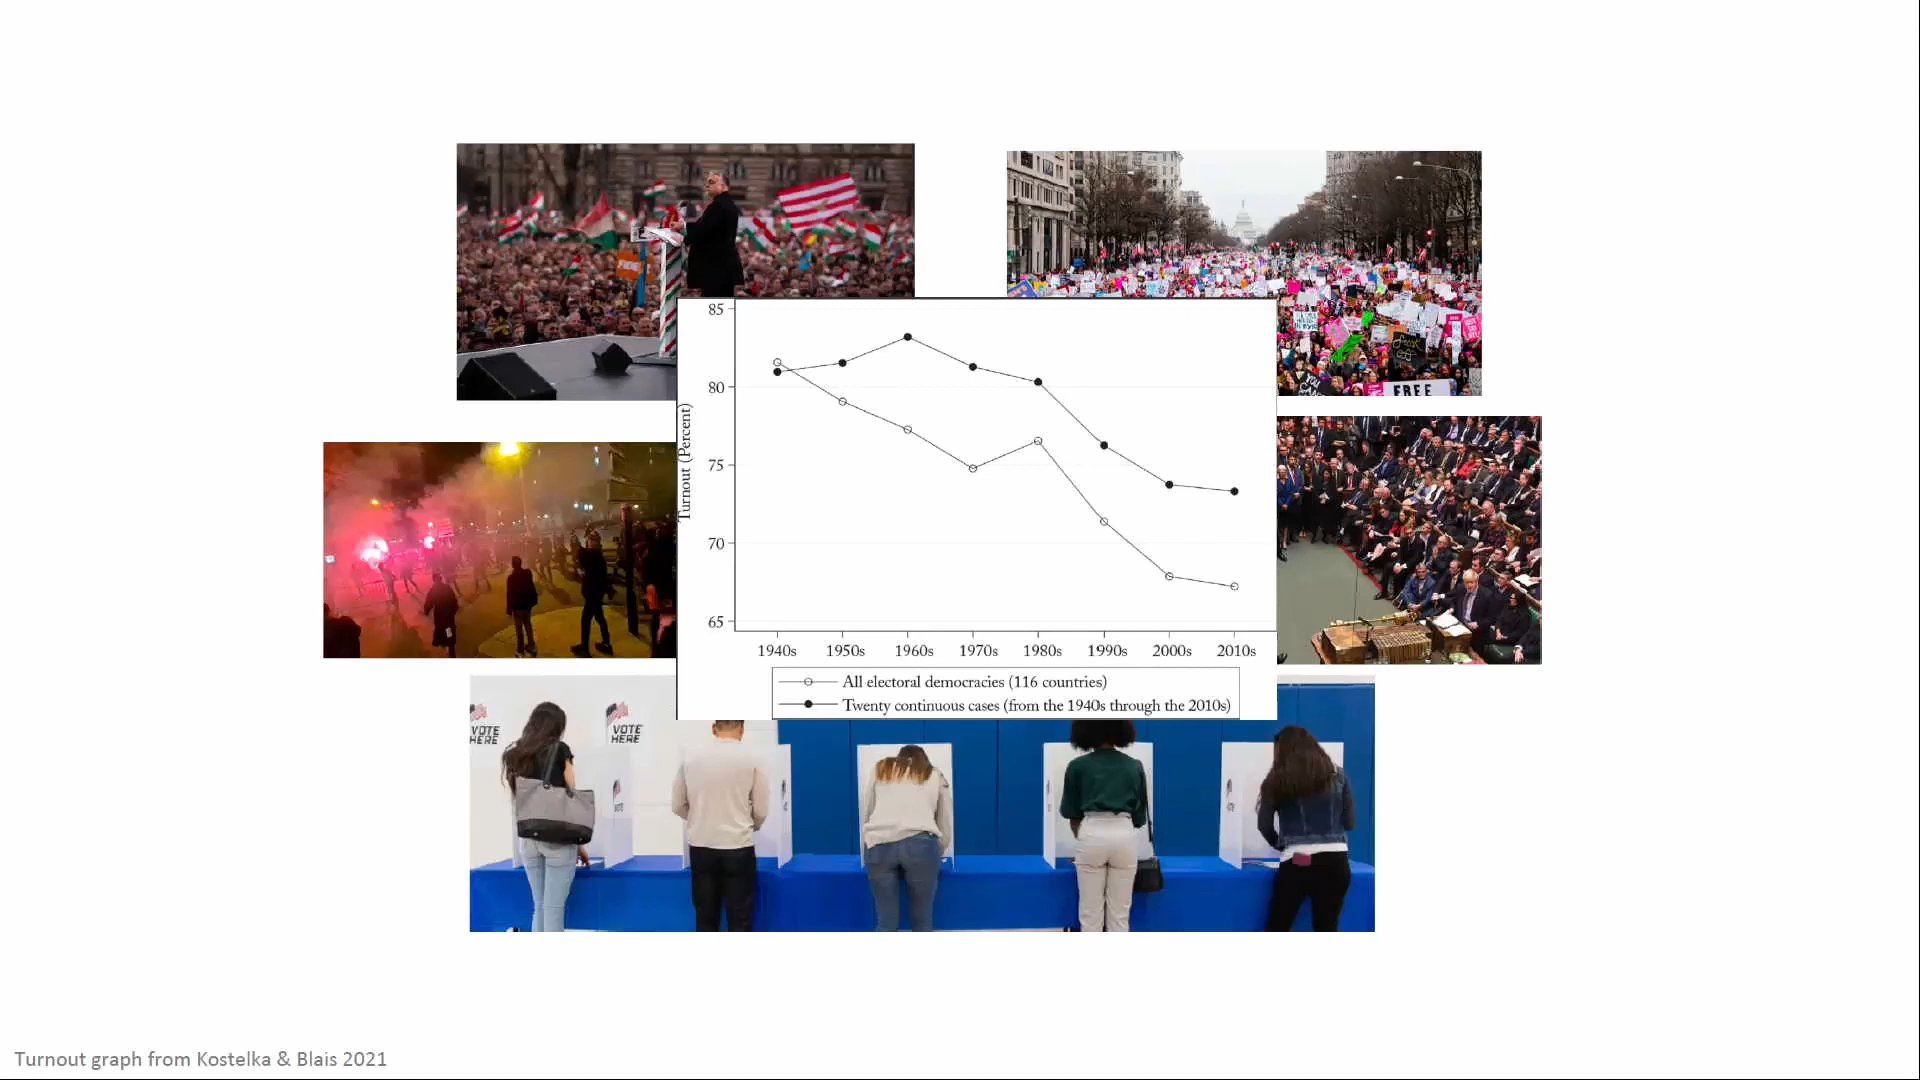 FREE
85
80
75
70
65
Turnout (Percent)
1940s 1950s 1960s 1970s 1980s 1990s 2000s 2010s
All electoral democracies (116 countries)
Twenty continuous cases (from the 1940s through the 2010s)
VOTE
HERE
VOTE
HERE
VOTE
Turnout graph from Kostelka & Blais 2021